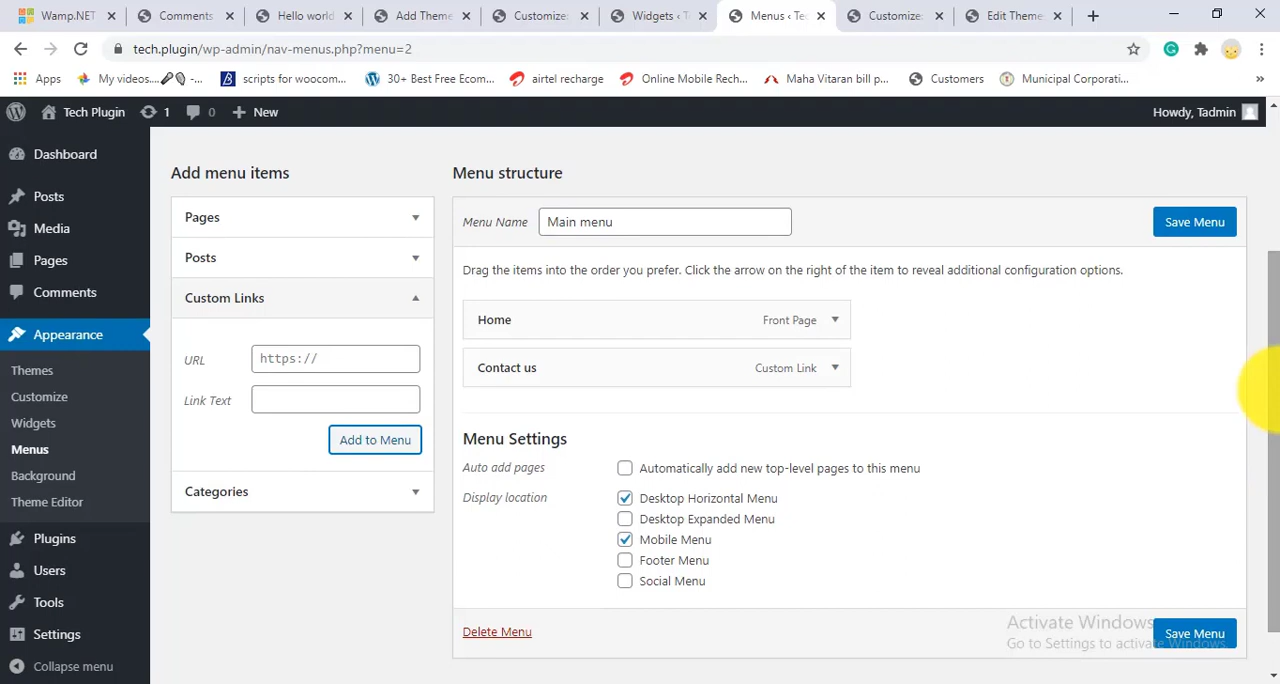 Wamp.NET
Comments
Hello world
Add Theme
Customize:
Widgets ‹ T
Menus ‹ Te
Customize:
Edit Theme
tech.plugin/wp-admin/nav-menus.php?menu=2
Apps
My videos....
scripts for woocom...
30+ Best Free Ecom...
airtel recharge
Online Mobile Rech...
Maha Vitaran bill p...
Customers
Municipal Corporati...
»
Tech Plugin
1
0
New
Howdy, Tadmin
Dashboard
Posts
Media
Pages
Comments
Appearance
Themes
Customize
Widgets
Menus
Background
Theme Editor
Plugins
Users
Tools
Settings
Collapse menu
Add menu items
Pages
Posts
Custom Links
URL
https://
Link Text
Add to Menu
Categories
Menu structure
Menu Name
Main menu
Save Menu
Drag the items into the order you prefer. Click the arrow on the right of the item to reveal additional configuration options.
Home
Front Page
Contact us
Custom Link
Menu Settings
Auto add pages
Automatically add new top-level pages to this menu
Display location
Desktop Horizontal Menu
Desktop Expanded Menu
Mobile Menu
Footer Menu
Social Menu
Delete Menu
Save Menu
Activate Windows
Go to Settings to activate Windows.